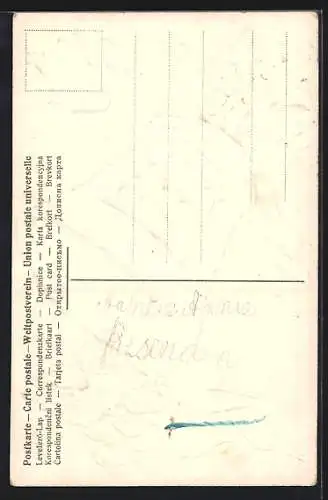 Postkarte — Carte postale — Weltpostverein — Union postale universelle
Levelező-Lap — Correspondenzkarte — Dopisnice — Karta korespondencyjna
Korespondenční listek — Briefkaart — Post card — Brefkort — Brevkort
Cartolina postale — Tarjeta postal — Открытое письмо — Дописна карта